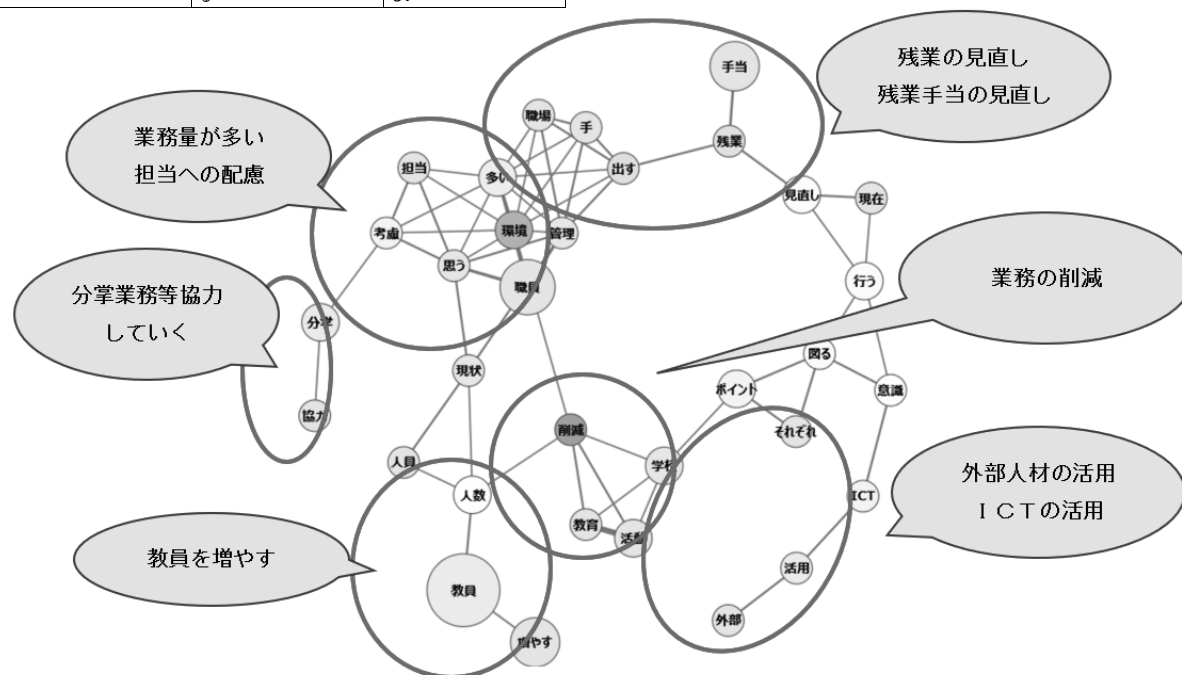 残業の見直し
残業手当の見直し
業務量が多い
担当への配慮
分掌業務等協力
していく
業務の削減
外部人材の活用
ＩＣＴの活用
教員を増やす
手当
職場
手
残業
担当
多い
出す
見直し
現在
考慮
環境
管理
思う
職員
行う
分掌
図る
現状
ポイント
意識
協力
削減
それぞれ
人員
学校
人数
ICT
教育
活動
活用
教員
外部
増やす